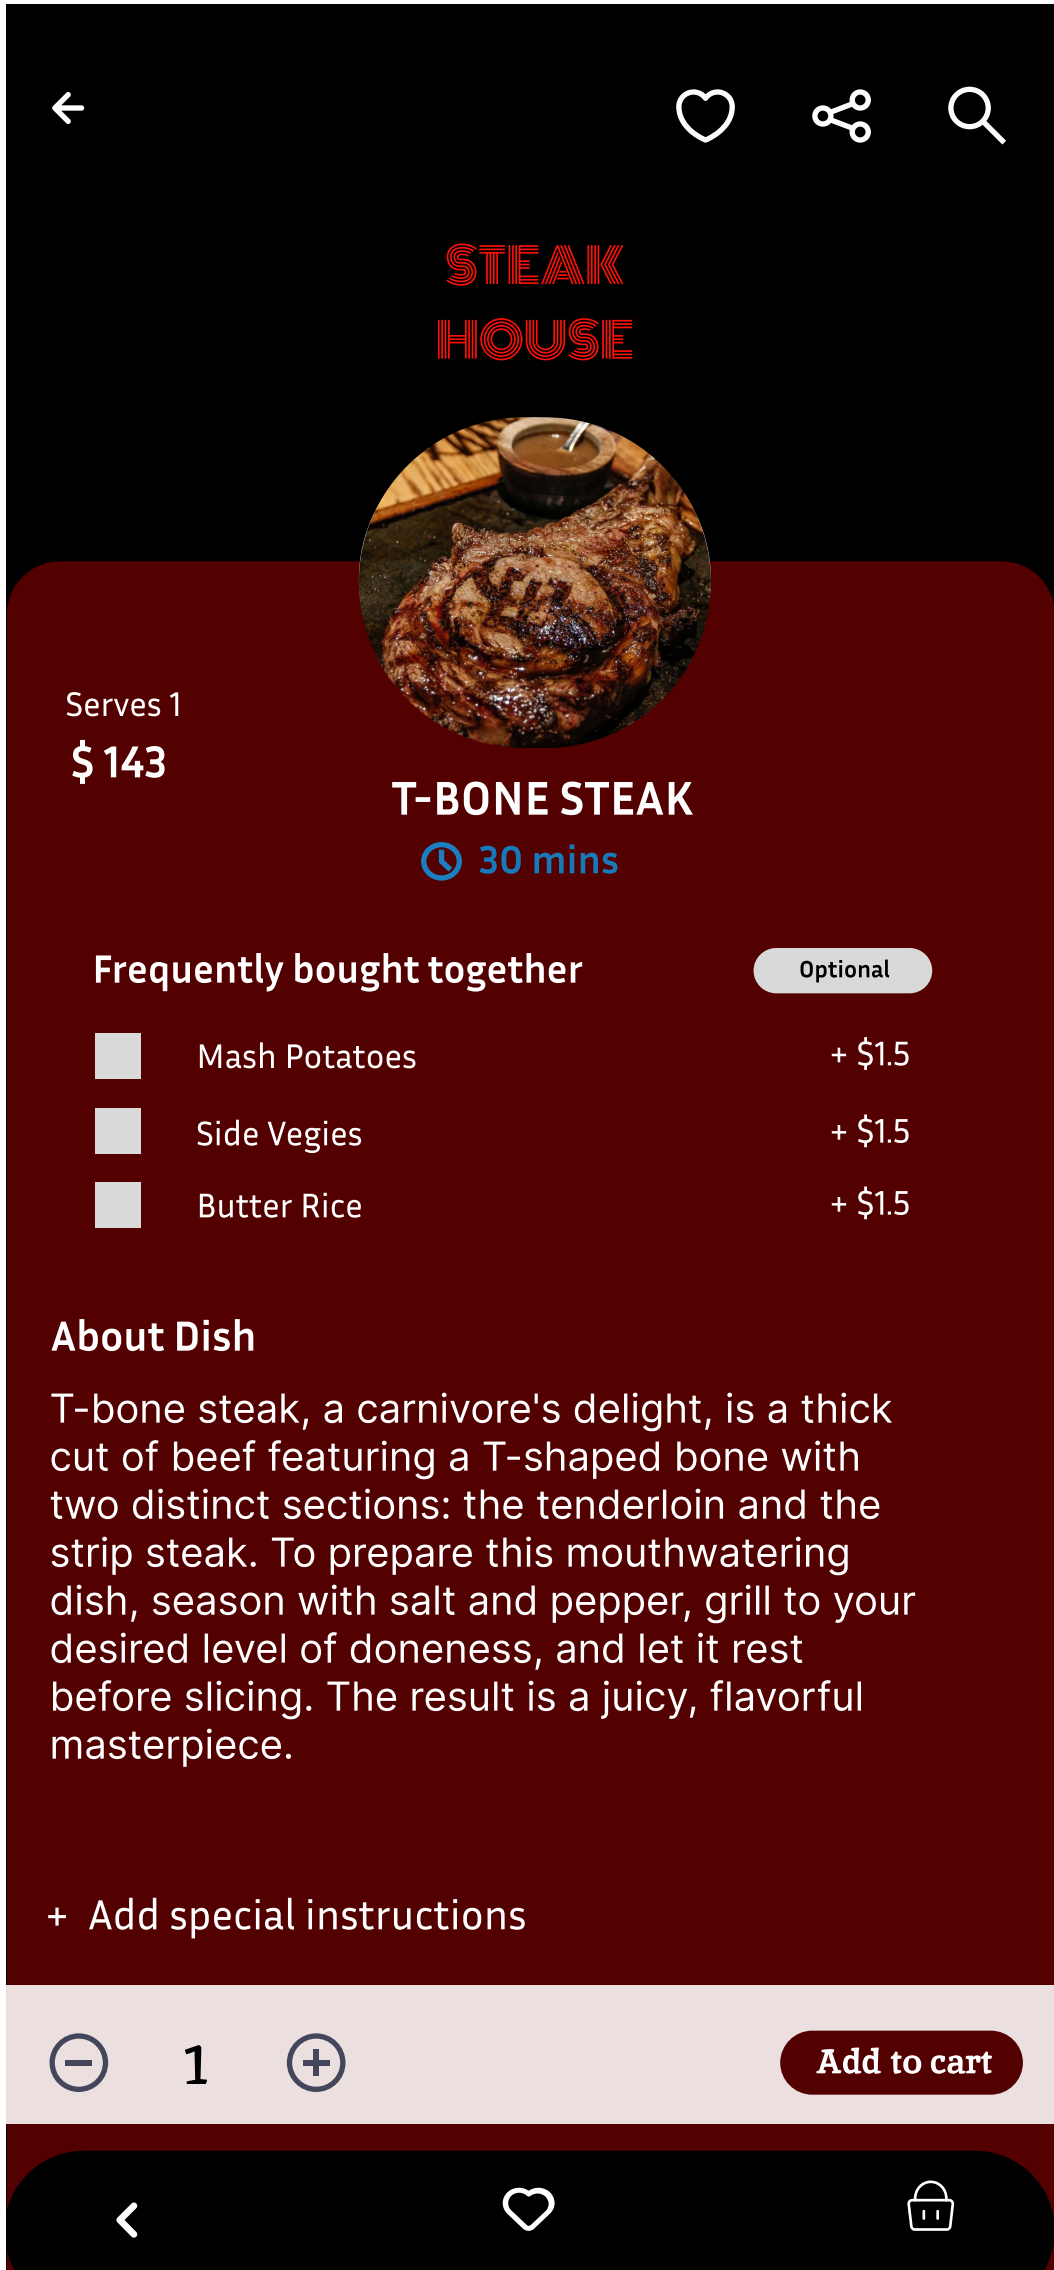 STEAK
HOUSE
Serves 1
$ 143
T-BONE STEAK
30 mins
Frequently bought together
Optional
Mash Potatoes + $1.5
Side Vegies + $1.5
Butter Rice + $1.5
About Dish
T-bone steak, a carnivore's delight, is a thick
cut of beef featuring a T-shaped bone with
two distinct sections: the tenderloin and the
strip steak. To prepare this mouthwatering
dish, season with salt and pepper, grill to your
desired level of doneness, and let it rest
before slicing. The result is a juicy, flavorful
masterpiece.
+ Add special instructions
1
Add to cart